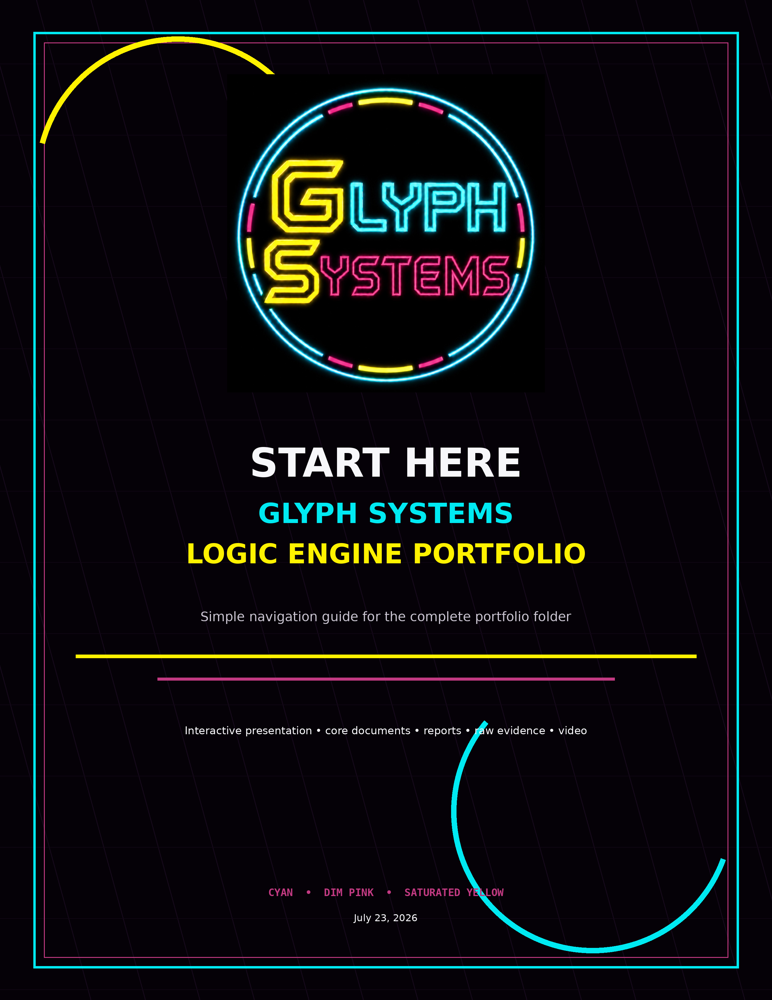 GLYPH
SYSTEMS
START HERE
GLYPH SYSTEMS
LOGIC ENGINE PORTFOLIO
Simple navigation guide for the complete portfolio folder
Interactive presentation • core documents • reports • raw evidence • video
CYAN • DIM PINK • SATURATED YELLOW
July 23, 2026